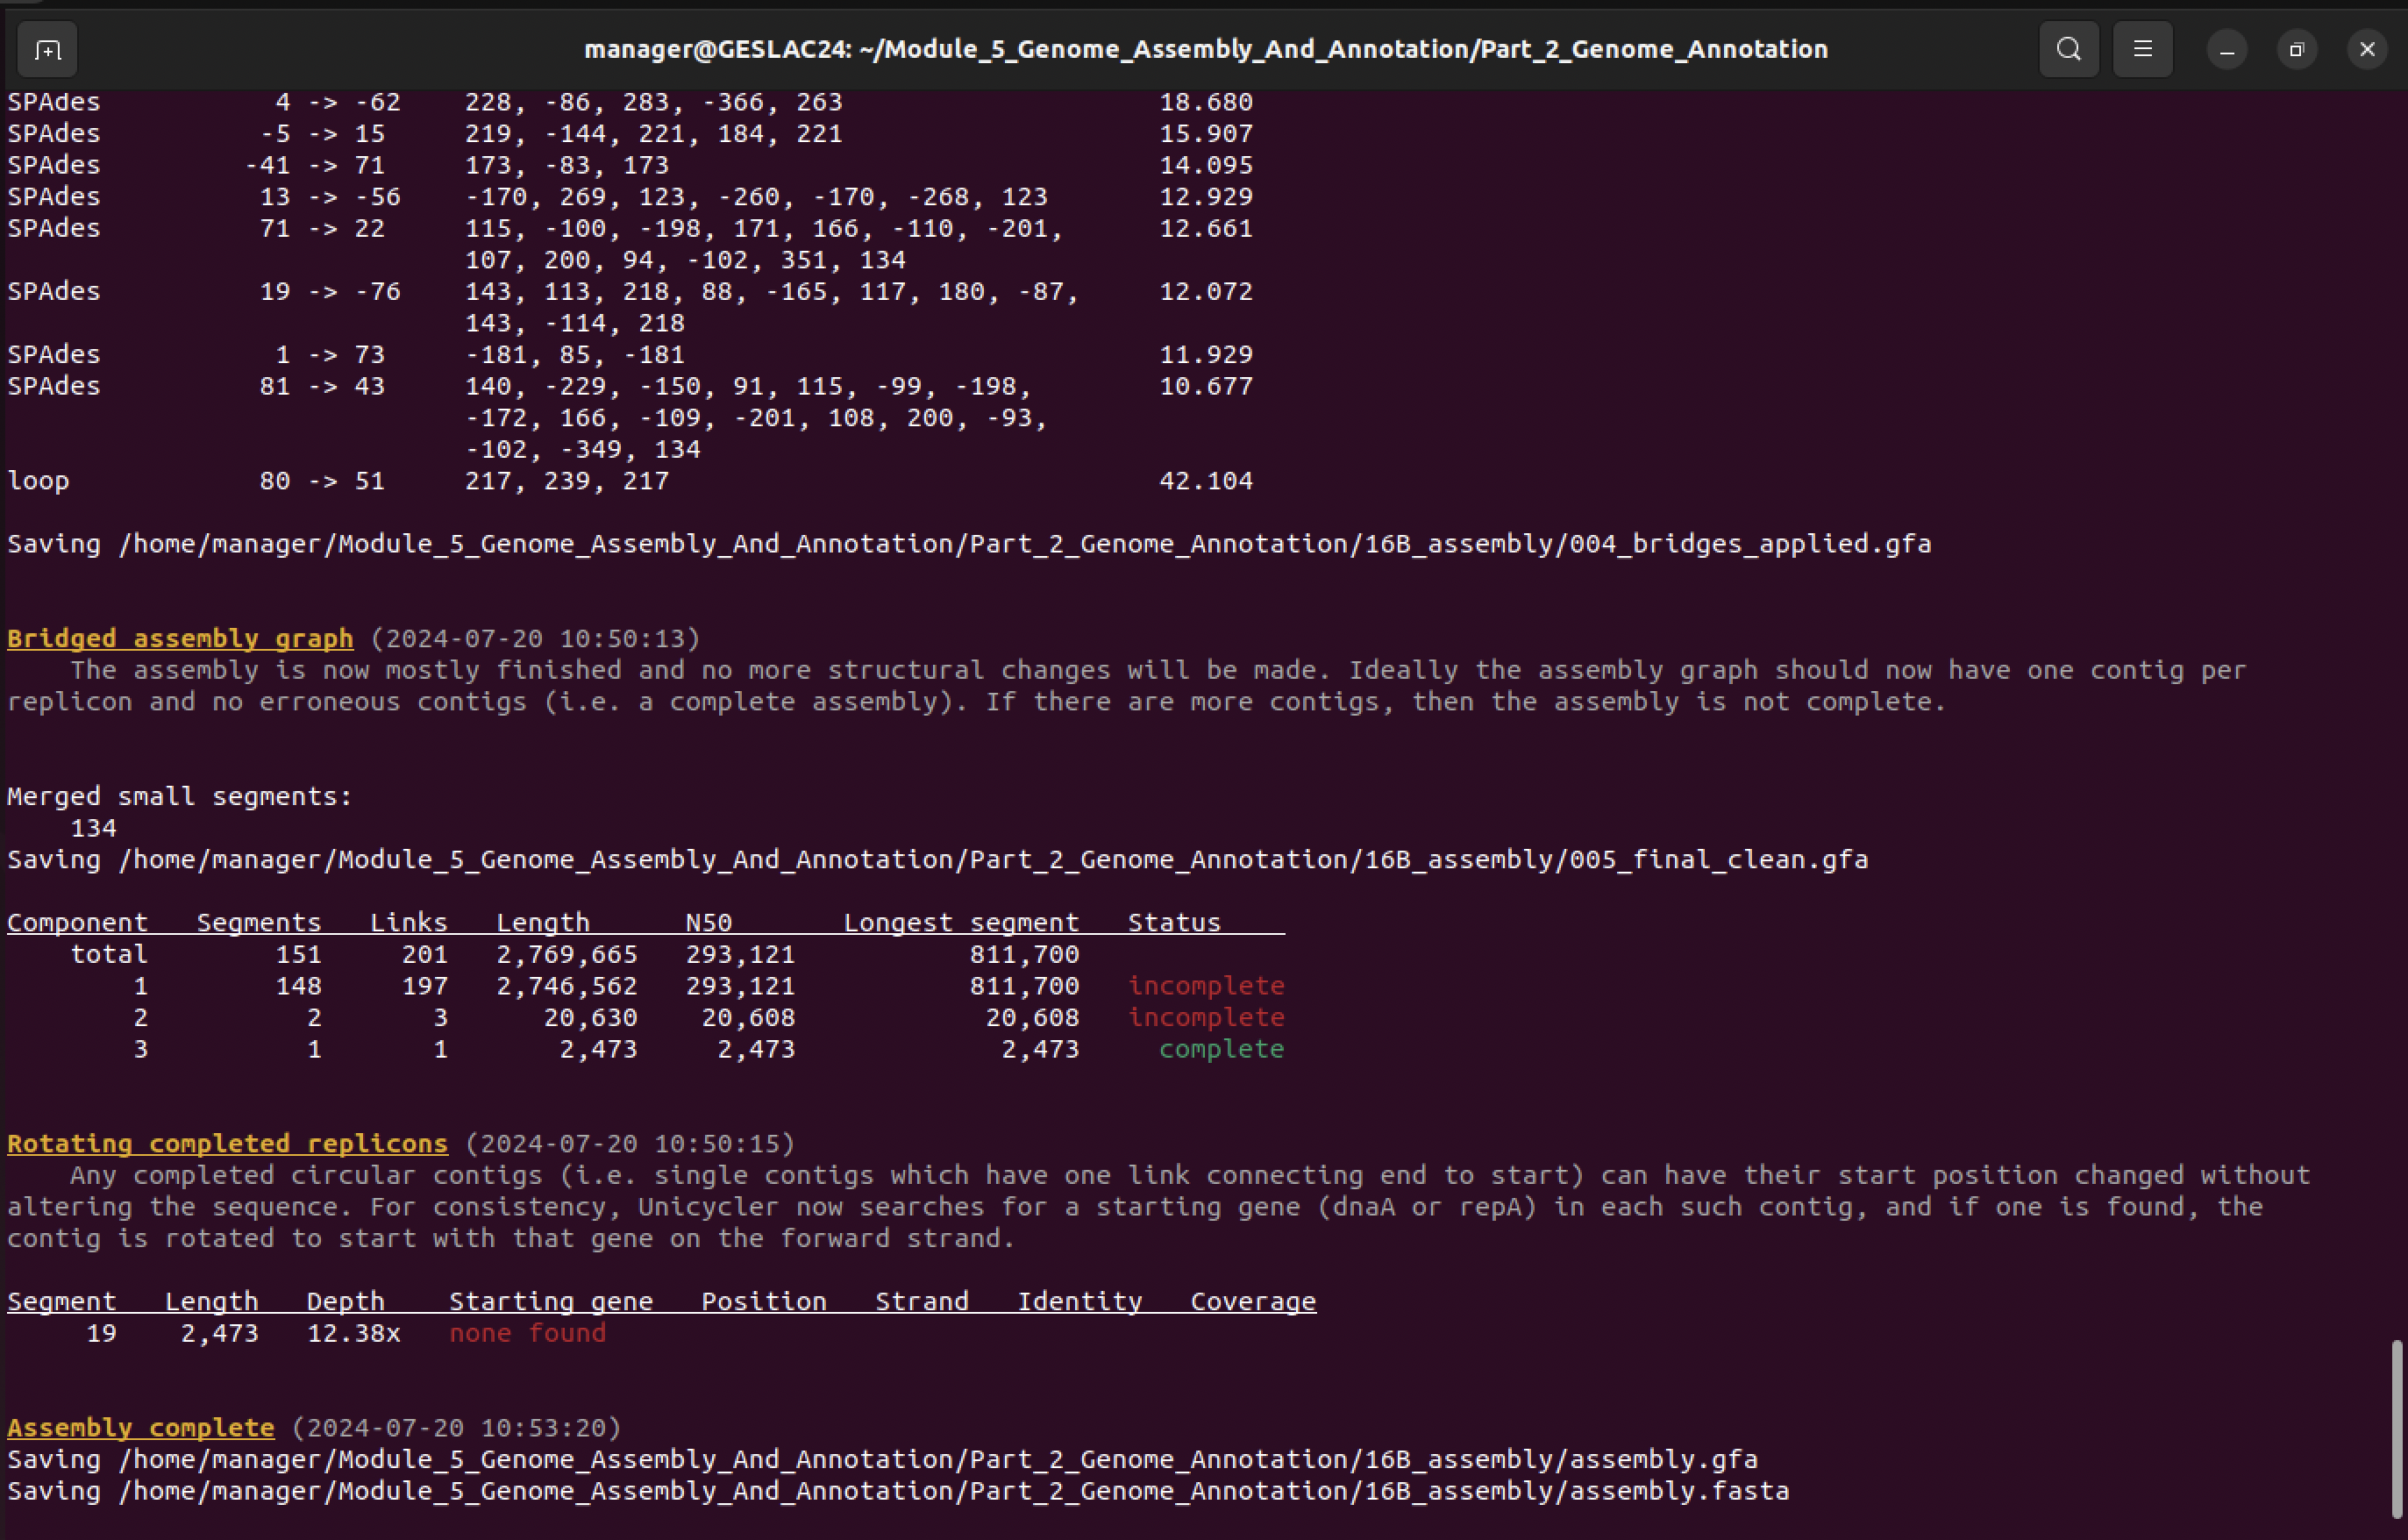 manager@GESLAC24: ~/Module_5_Genome_Assembly_And_Annotation/Part_2_Genome_Annotation
SPAdes 4 -> -62 228, -86, 283, -366, 263 18.680
SPAdes -5 -> 15 219, -144, 221, 184, 221 15.907
SPAdes -41 -> 71 173, -83, 173 14.095
SPAdes 13 -> -56 -170, 269, 123, -260, -170, -268, 123 12.929
SPAdes 71 -> 22 115, -100, -198, 171, 166, -110, -201, 12.661
107, 200, 94, -102, 351, 134
SPAdes 19 -> -76 143, 113, 218, 88, -165, 117, 180, -87, 12.072
143, -114, 218
SPAdes 1 -> 73 -181, 85, -181 11.929
SPAdes 81 -> 43 140, -229, -150, 91, 115, -99, -198, 10.677
-172, 166, -109, -201, 108, 200, -93,
-102, -349, 134
loop 80 -> 51 217, 239, 217 42.104
Saving /home/manager/Module_5_Genome_Assembly_And_Annotation/Part_2_Genome_Annotation/16B_assembly/004_bridges_applied.gfa
Bridged assembly graph (2024-07-20 10:50:13)
The assembly is now mostly finished and no more structural changes will be made. Ideally the assembly graph should now have one contig per
replicon and no erroneous contigs (i.e. a complete assembly). If there are more contigs, then the assembly is not complete.
Merged small segments:
134
Saving /home/manager/Module_5_Genome_Assembly_And_Annotation/Part_2_Genome_Annotation/16B_assembly/005_final_clean.gfa
Component Segments Links Length N50 Longest segment Status
total 151 201 2,769,665 293,121 811,700
1 148 197 2,746,562 293,121 811,700 incomplete
2 2 3 20,630 20,608 20,608 incomplete
3 1 1 2,473 2,473 2,473 complete
Rotating completed replicons (2024-07-20 10:50:15)
Any completed circular contigs (i.e. single contigs which have one link connecting end to start) can have their start position changed without
altering the sequence. For consistency, Unicycler now searches for a starting gene (dnaA or repA) in each such contig, and if one is found, the
contig is rotated to start with that gene on the forward strand.
Segment Length Depth Starting gene Position Strand Identity Coverage
19 2,473 12.38x none found
Assembly complete (2024-07-20 10:53:20)
Saving /home/manager/Module_5_Genome_Assembly_And_Annotation/Part_2_Genome_Annotation/16B_assembly/assembly.gfa
Saving /home/manager/Module_5_Genome_Assembly_And_Annotation/Part_2_Genome_Annotation/16B_assembly/assembly.fasta